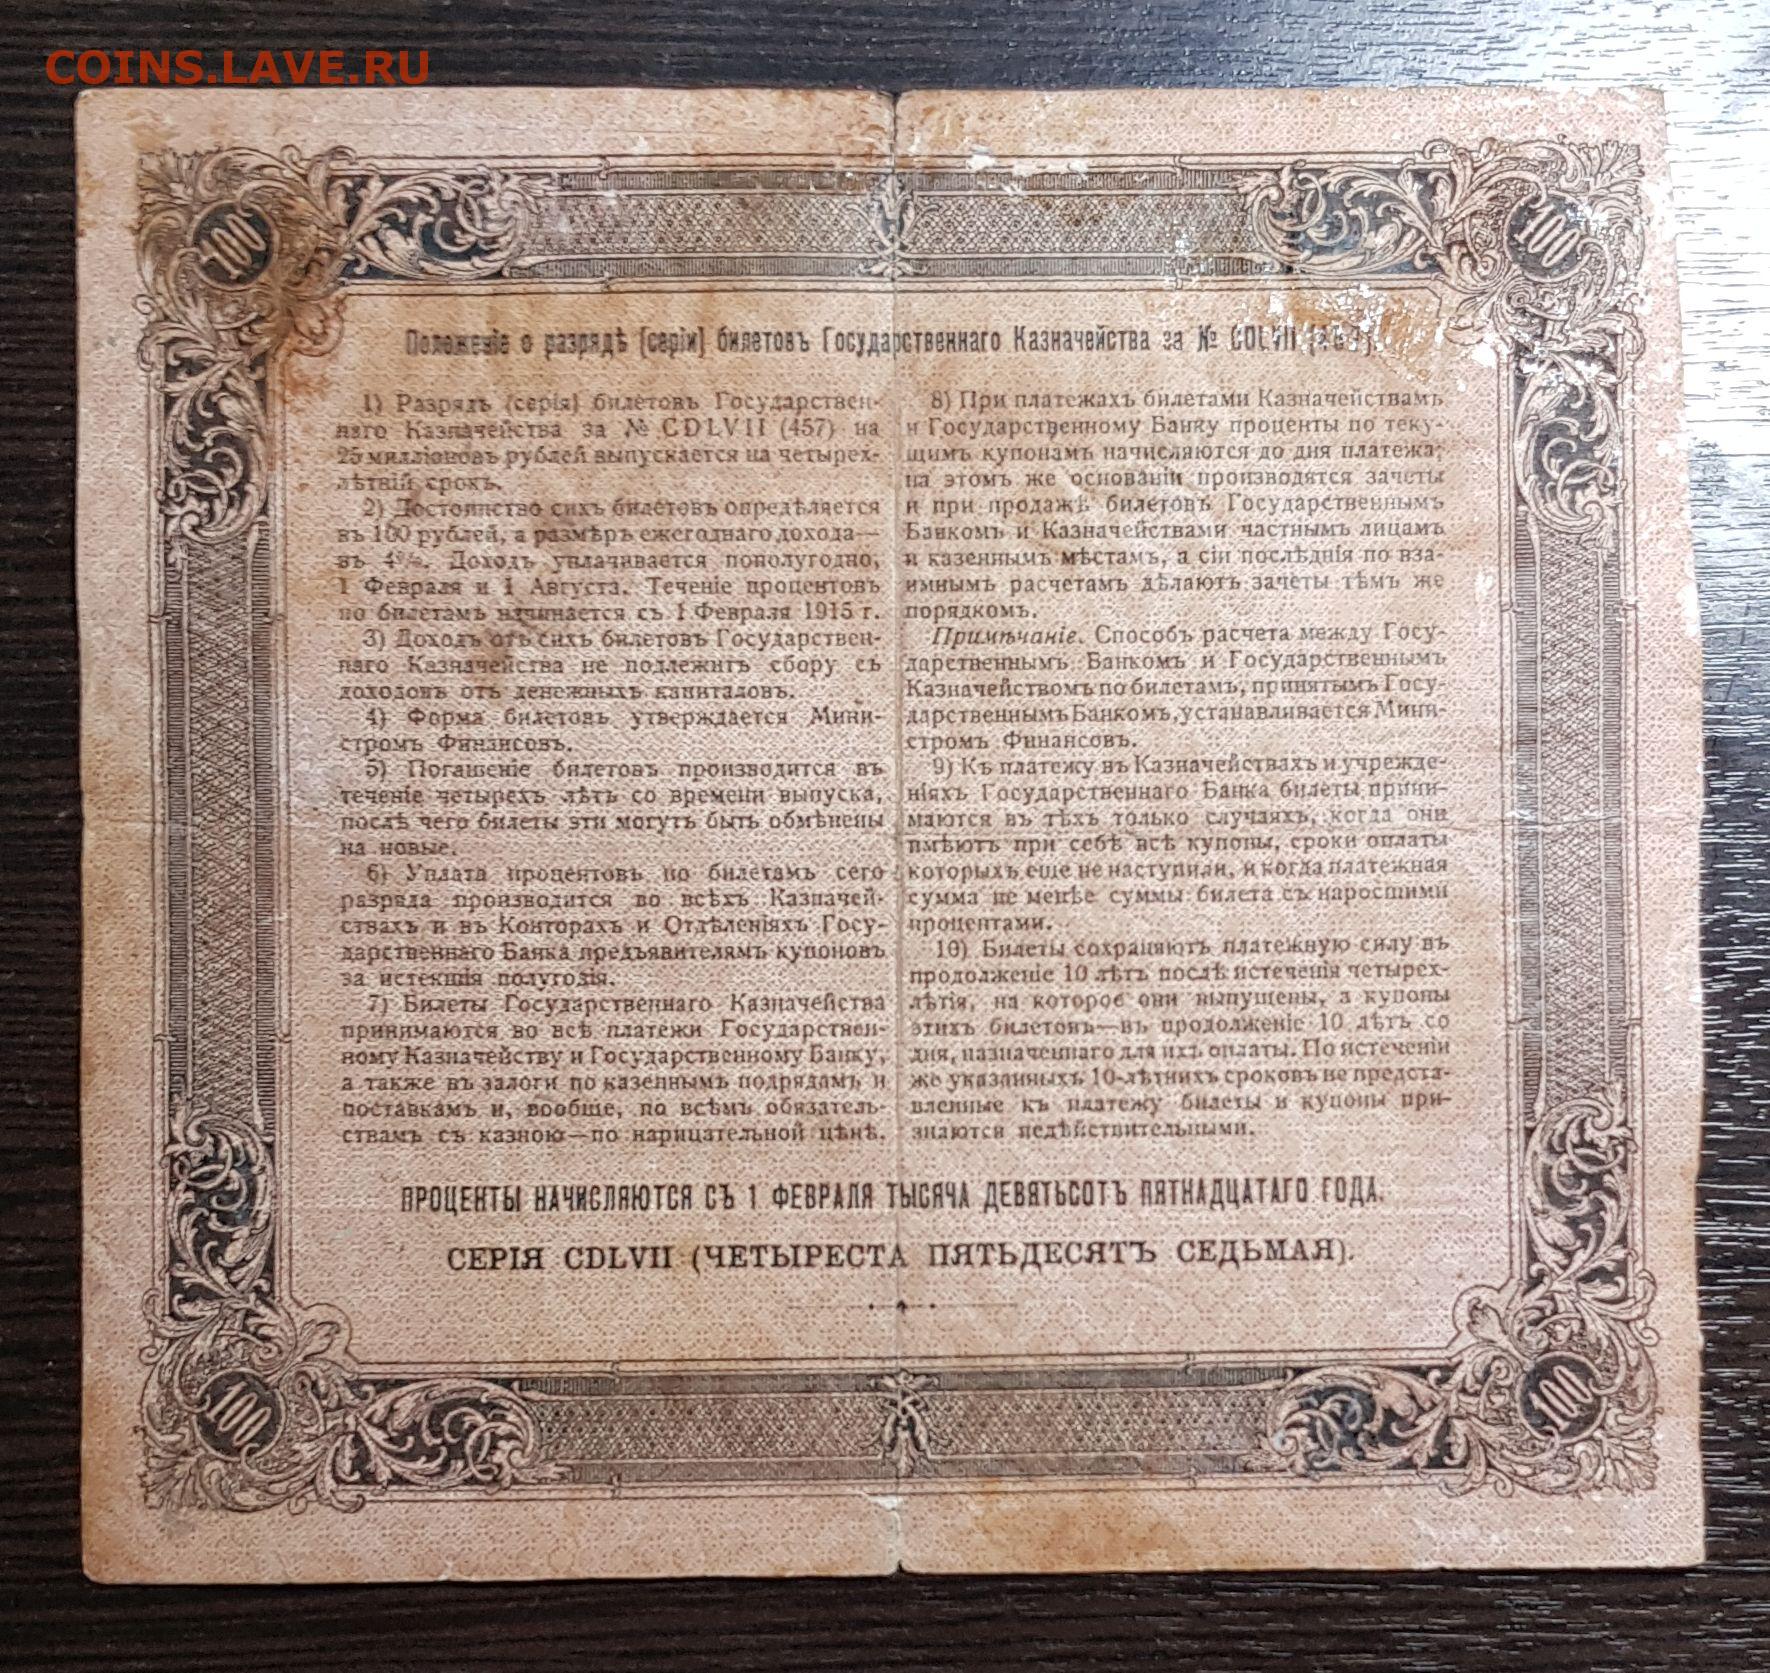 COINS.LAVE.RU
100
100
Положеніе о разрядѣ (серіи) билетовъ Государственнаго Казначейства за № CDLVII (457).
1) Разрядъ (серія) билетовъ Государствен-
наго Казначейства за № CDLVII (457) на
25 милліоновъ рублей выпускается на четырех-
лѣтній срокъ.
2) Достоинство сихъ билетовъ опредѣляется
въ 100 рублей, а размѣръ ежегоднаго дохода—
въ 4%. Доходъ уплачивается пополугодно,
1 Февраля и 1 Августа. Теченіе процентовъ
по билетамъ начинается съ 1 Февраля 1915 г.
3) Доходъ отъ сихъ билетовъ Государствен-
наго Казначейства не подлежитъ сбору съ
доходовъ отъ денежныхъ капиталовъ.
4) Форма билетовъ утверждается Мини-
стромъ Финансовъ.
5) Погашеніе билетовъ производится въ
теченіе четырехъ лѣтъ со времени выпуска,
послѣ чего билеты эти могутъ быть обмѣнены
на новые.
6) Уплата процентовъ по билетамъ сего
разряда производится во всѣхъ Казначей-
ствахъ и въ Конторахъ и Отдѣленіяхъ Госу-
дарственнаго Банка предъявителямъ купоновъ
за истекшія полугодія.
7) Билеты Государственнаго Казначейства
принимаются во всѣ платежи Государствен-
ному Казначейству и Государственному Банку,
а также въ залоги по казеннымъ подрядамъ и
поставкамъ и, вообще, по всѣмъ обязатель-
ствамъ съ казною—по нарицательной цѣнѣ.
8) При платежахъ билетами Казначействамъ
и Государственному Банку проценты по теку-
щимъ купонамъ начисляются до дня платежа;
на этомъ же основаніи производятся зачеты
и при продажѣ билетовъ Государственнымъ
Банкомъ и Казначействами частнымъ лицамъ
и казеннымъ мѣстамъ, а сіи послѣднія по вза-
имнымъ расчетамъ дѣлаютъ зачеты тѣмъ же
порядкомъ.
Примѣчаніе. Способъ расчета между Госу-
дарственнымъ Банкомъ и Государственнымъ
Казначействомъ по билетамъ, принятымъ Госу-
дарственнымъ Банкомъ, устанавливается Мини-
стромъ Финансовъ.
9) Къ платежу въ Казначействахъ и учрежде-
ніяхъ Государственнаго Банка билеты прини-
маются въ тѣхъ только случаяхъ, когда они
имѣютъ при себѣ всѣ купоны, сроки оплаты
которыхъ еще не наступили, и когда платежная
сумма не менѣе суммы билета съ наросшими
процентами.
10) Билеты сохраняютъ платежную силу въ
продолженіе 10 лѣтъ послѣ истеченія четырех-
лѣтія, на которое они выпущены, а купоны
этихъ билетовъ—въ продолженіе 10 лѣтъ со
дня, назначеннаго для ихъ оплаты. По истеченіи
же указанныхъ 10-лѣтнихъ сроковъ не предста-
вленные къ платежу билеты и купоны при-
знаются недѣйствительными.
ПРОЦЕНТЫ НАЧИСЛЯЮТСЯ СЪ 1 ФЕВРАЛЯ ТЫСЯЧА ДЕВЯТЬСОТЪ ПЯТНАДЦАТАГО ГОДА.
СЕРІЯ CDLVII (ЧЕТЫРЕСТА ПЯТЬДЕСЯТЪ СЕДЬМАЯ).
100
100